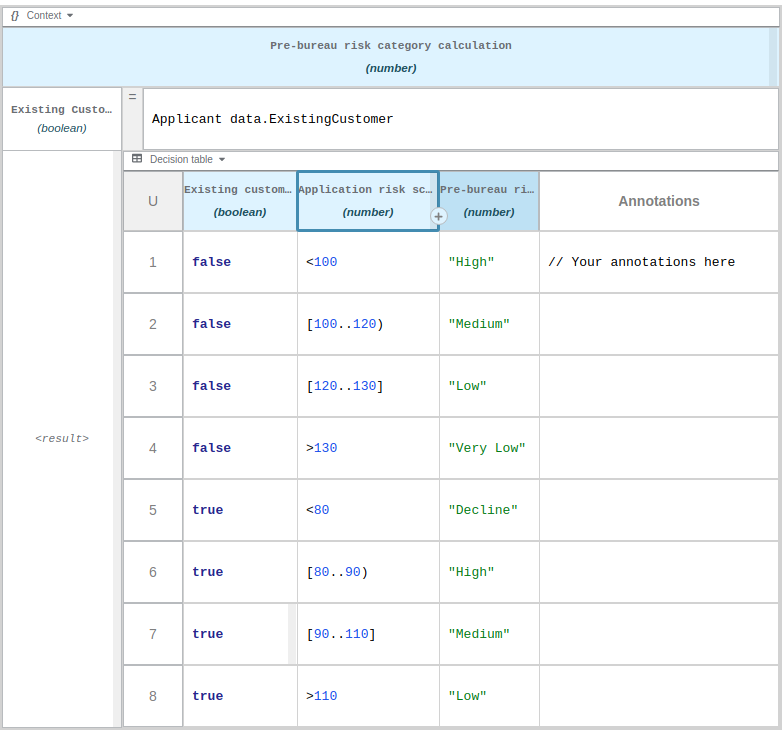 {} Context
Pre-bureau risk category calculation
(number)
Existing Custo…
(boolean)
=
Applicant data.ExistingCustomer
<result>
Decision table
U
Existing custom…
(boolean)
Application risk sc…
(number)
Pre-bureau ri…
(number)
Annotations
1 false <100 "High" // Your annotations here
2 false [100..120) "Medium"
3 false [120..130] "Low"
4 false >130 "Very Low"
5 true <80 "Decline"
6 true [80..90) "High"
7 true [90..110] "Medium"
8 true >110 "Low"